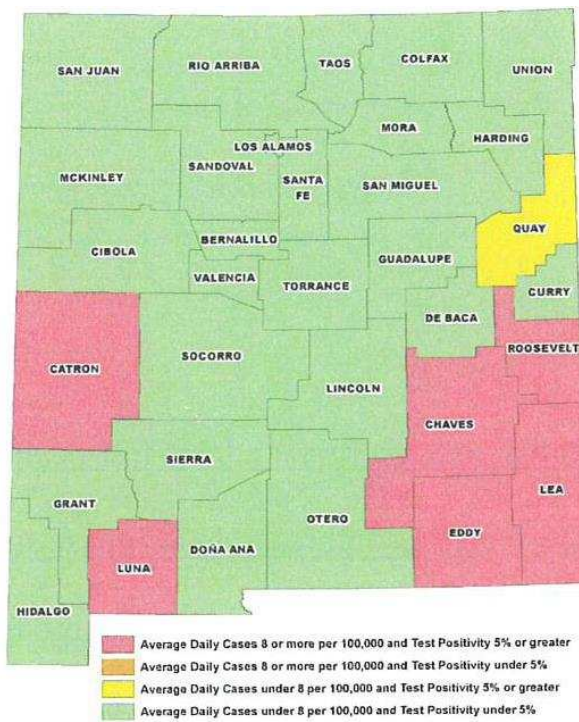 SAN JUAN
RIO ARRIBA
TAOS
COLFAX
UNION
MORA
HARDING
LOS ALAMOS
SANDOVAL
SANTA
FE
SAN MIGUEL
MCKINLEY
QUAY
BERNALILLO
CIBOLA
GUADALUPE
VALENCIA
TORRANCE
CURRY
DE BACA
ROOSEVELT
SOCORRO
CATRON
LINCOLN
CHAVES
SIERRA
LEA
GRANT
OTERO
EDDY
DOÑA ANA
LUNA
HIDALGO
Average Daily Cases 8 or more per 100,000 and Test Positivity 5% or greater
Average Daily Cases 8 or more per 100,000 and Test Positivity under 5%
Average Daily Cases under 8 per 100,000 and Test Positivity 5% or greater
Average Daily Cases under 8 per 100,000 and Test Positivity under 5%